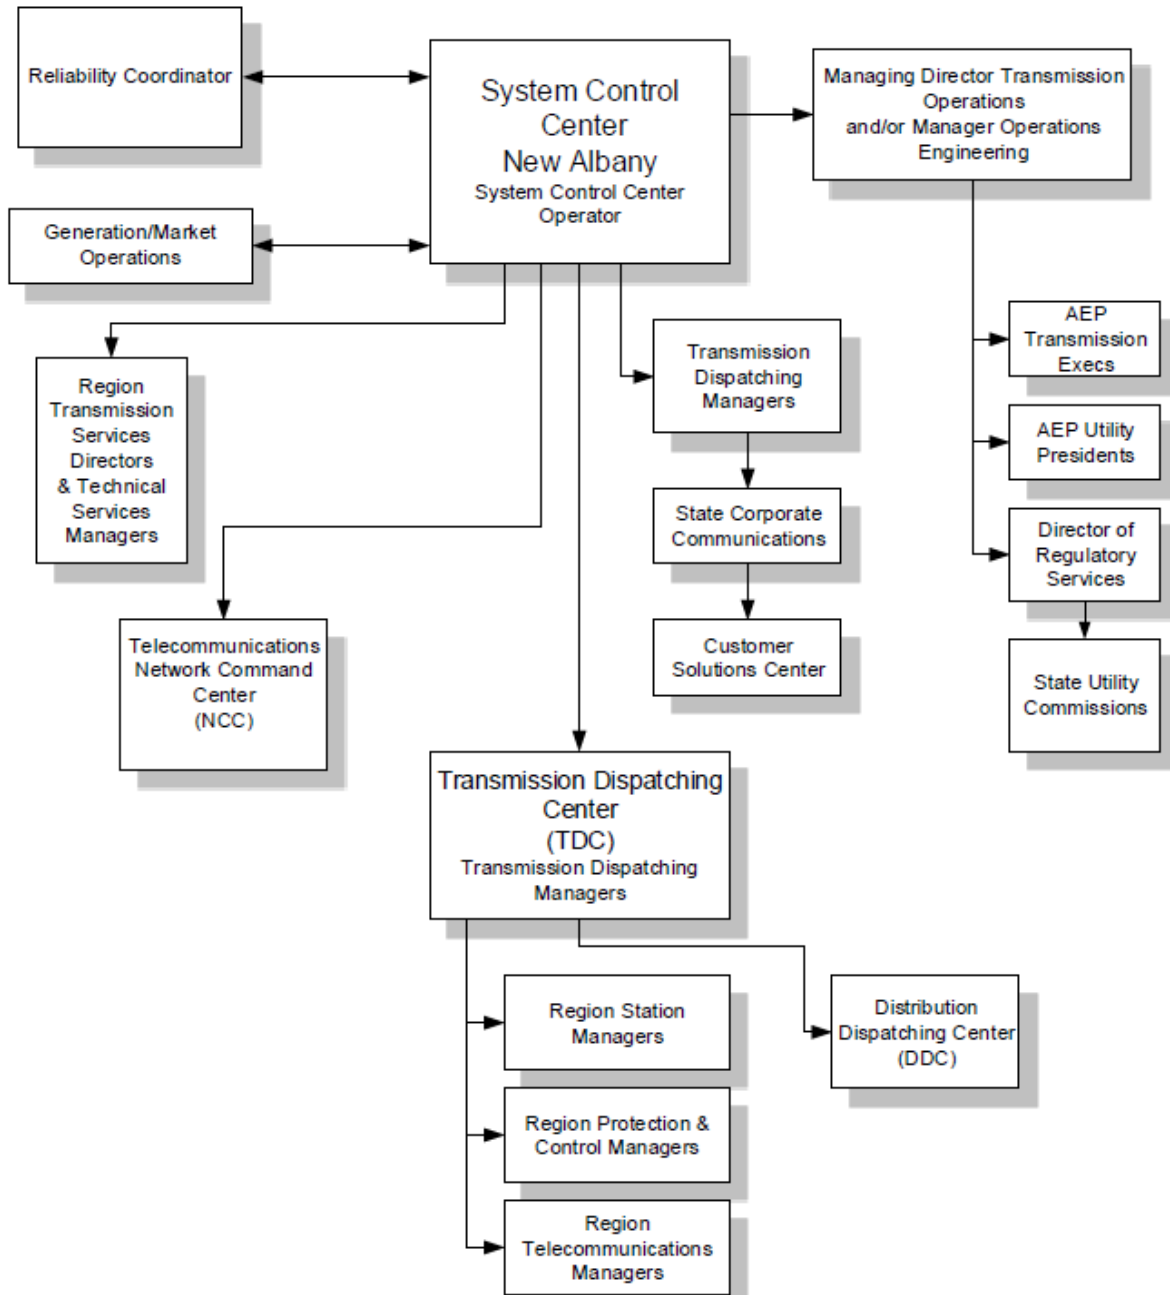 Reliability Coordinator
System Control
Center
New Albany
System Control Center
Operator
Managing Director Transmission
Operations
and/or Manager Operations
Engineering
Generation/Market
Operations
Region
Transmission
Services
Directors
& Technical
Services
Managers
Transmission
Dispatching
Managers
AEP
Transmission
Execs
AEP Utility
Presidents
State Corporate
Communications
Director of
Regulatory
Services
Telecommunications
Network Command
Center
(NCC)
Customer
Solutions Center
State Utility
Commissions
Transmission Dispatching
Center
(TDC)
Transmission Dispatching
Managers
Region Station
Managers
Distribution
Dispatching Center
(DDC)
Region Protection &
Control Managers
Region
Telecommunications
Managers